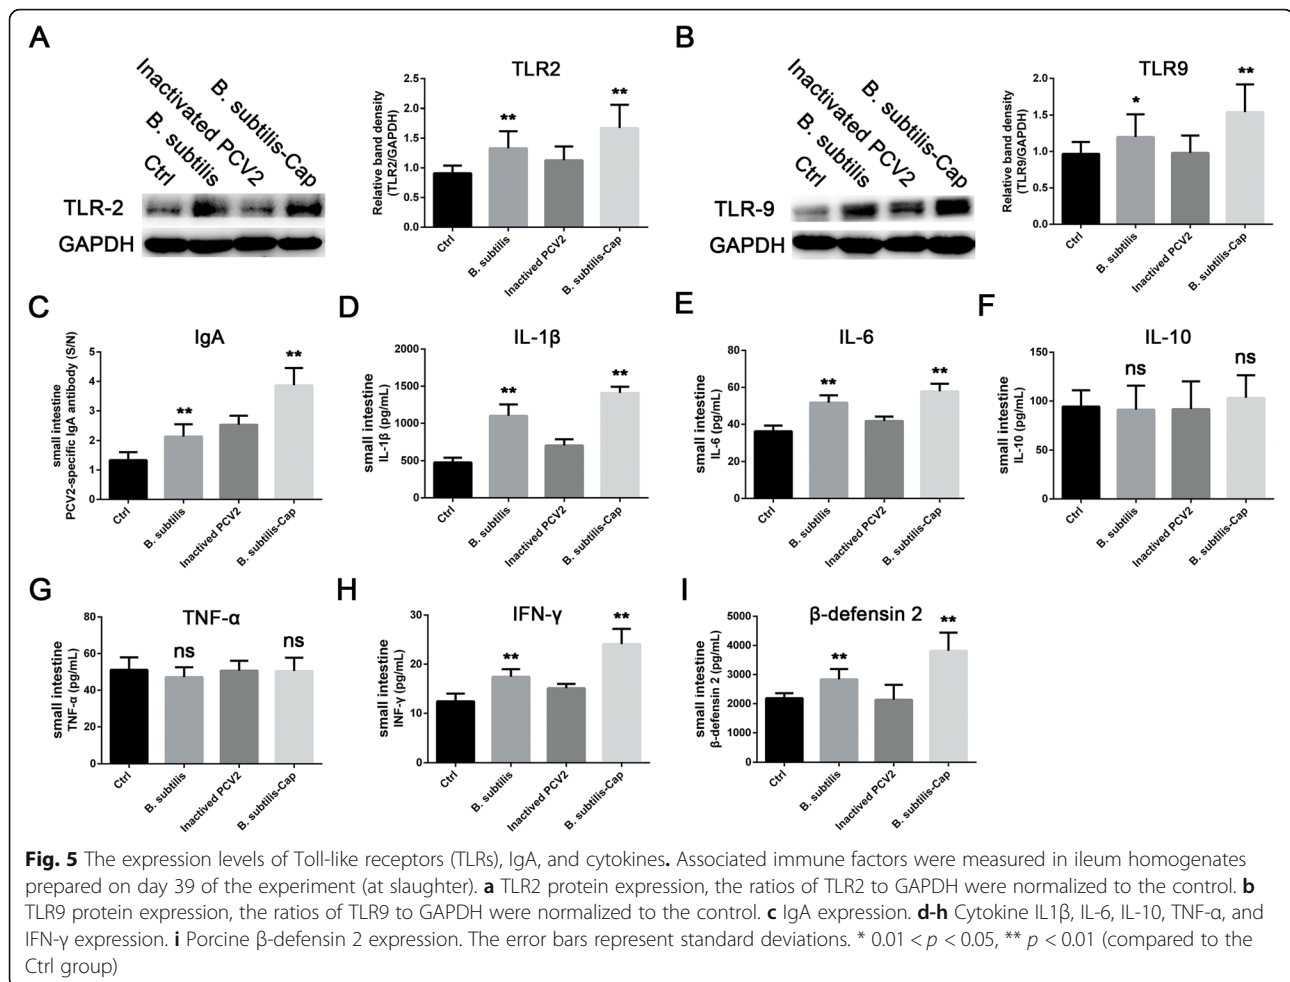 A
Inactivated PCV2
B. subtilis-Cap
B. subtilis
Ctrl
TLR-2
GAPDH
TLR2
Relative band density
(TLR2/GAPDH)
2.5
2.0
1.5
1.0
0.5
0.0
**
**
Ctrl
B. subtilis
Inactived PCV2
B. subtilis-Cap
B
Inactivated PCV2
B. subtilis-Cap
B. subtilis
Ctrl
TLR-9
GAPDH
TLR9
Relative band density
(TLR9/GAPDH)
2.0
1.5
1.0
0.5
0.0
*
**
Ctrl
B. subtilis
Inactived PCV2
B. subtilis-Cap
C
IgA
small intestine
PCV2-specific IgA antibody (S/N)
5
4
3
2
1
0
**
**
Ctrl
B. subtilis
Inactived PCV2
B. subtilis-Cap
D
IL-1β
small intestine
IL-1β (pg/mL)
2000
1500
1000
500
0
**
**
Ctrl
B. subtilis
Inactived PCV2
B. subtilis-Cap
E
IL-6
small intestine
IL-6 (pg/mL)
80
60
40
20
0
**
**
Ctrl
B. subtilis
Inactived PCV2
B. subtilis-Cap
F
IL-10
small intestine
IL-10 (pg/mL)
150
100
50
0
ns
ns
Ctrl
B. subtilis
Inactived PCV2
B. subtilis-Cap
G
TNF-α
small intestine
TNF-α (pg/mL)
80
60
40
20
0
ns
ns
Ctrl
B. subtilis
Inactived PCV2
B. subtilis-Cap
H
IFN-γ
small intestine
INF-γ (pg/mL)
30
20
10
0
**
**
Ctrl
B. subtilis
Inactived PCV2
B. subtilis-Cap
I
β-defensin 2
small intestine
β-defensin 2 (pg/mL)
5000
4000
3000
2000
1000
0
**
**
Ctrl
B. subtilis
Inactived PCV2
B. subtilis-Cap
Fig. 5 The expression levels of Toll-like receptors (TLRs), IgA, and cytokines. Associated immune factors were measured in ileum homogenates
prepared on day 39 of the experiment (at slaughter). a TLR2 protein expression, the ratios of TLR2 to GAPDH were normalized to the control. b
TLR9 protein expression, the ratios of TLR9 to GAPDH were normalized to the control. c IgA expression. d-h Cytokine IL1β, IL-6, IL-10, TNF-α, and
IFN-γ expression. i Porcine β-defensin 2 expression. The error bars represent standard deviations. * 0.01 < p < 0.05, ** p < 0.01 (compared to the
Ctrl group)